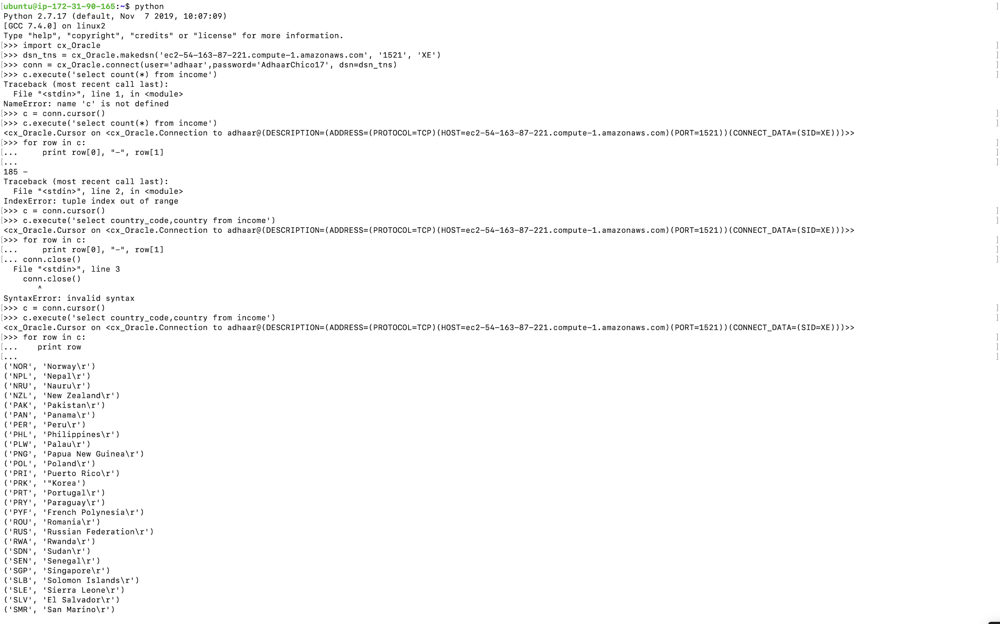 [ubuntu@ip-172-31-90-165:~$ python ]
Python 2.7.17 (default, Nov  7 2019, 10:07:09)
[GCC 7.4.0] on linux2
Type "help", "copyright", "credits" or "license" for more information.
[>>> import cx_Oracle ]
[>>> dsn_tns = cx_Oracle.makedsn('ec2-54-163-87-221.compute-1.amazonaws.com', '1521', 'XE') ]
[>>> conn = cx_Oracle.connect(user='adhaar',password='AdhaarChico17', dsn=dsn_tns) ]
[>>> c.execute('select count(*) from income') ]
Traceback (most recent call last):
  File "<stdin>", line 1, in <module>
NameError: name 'c' is not defined
[>>> c = conn.cursor() ]
[>>> c.execute('select count(*) from income') ]
<cx_Oracle.Cursor on <cx_Oracle.Connection to adhaar@(DESCRIPTION=(ADDRESS=(PROTOCOL=TCP)(HOST=ec2-54-163-87-221.compute-1.amazonaws.com)(PORT=1521))(CONNECT_DATA=(SID=XE)))>>
[>>> for row in c: ]
[...     print row[0], "-", row[1] ]
[... ]
185 -
Traceback (most recent call last):
  File "<stdin>", line 2, in <module>
IndexError: tuple index out of range
[>>> c = conn.cursor() ]
[>>> c.execute('select country_code,country from income') ]
<cx_Oracle.Cursor on <cx_Oracle.Connection to adhaar@(DESCRIPTION=(ADDRESS=(PROTOCOL=TCP)(HOST=ec2-54-163-87-221.compute-1.amazonaws.com)(PORT=1521))(CONNECT_DATA=(SID=XE)))>>
[>>> for row in c: ]
[...     print row[0], "-", row[1] ]
[... conn.close() ]
  File "<stdin>", line 3
    conn.close()
       ^
SyntaxError: invalid syntax
[>>> c = conn.cursor() ]
[>>> c.execute('select country_code,country from income') ]
<cx_Oracle.Cursor on <cx_Oracle.Connection to adhaar@(DESCRIPTION=(ADDRESS=(PROTOCOL=TCP)(HOST=ec2-54-163-87-221.compute-1.amazonaws.com)(PORT=1521))(CONNECT_DATA=(SID=XE)))>>
[>>> for row in c: ]
[...    print row ]
[... ]
('NOR', 'Norway\r')
('NPL', 'Nepal\r')
('NRU', 'Nauru\r')
('NZL', 'New Zealand\r')
('PAK', 'Pakistan\r')
('PAN', 'Panama\r')
('PER', 'Peru\r')
('PHL', 'Philippines\r')
('PLW', 'Palau\r')
('PNG', 'Papua New Guinea\r')
('POL', 'Poland\r')
('PRI', 'Puerto Rico\r')
('PRK', '"Korea')
('PRT', 'Portugal\r')
('PRY', 'Paraguay\r')
('PYF', 'French Polynesia\r')
('ROU', 'Romania\r')
('RUS', 'Russian Federation\r')
('RWA', 'Rwanda\r')
('SDN', 'Sudan\r')
('SEN', 'Senegal\r')
('SGP', 'Singapore\r')
('SLB', 'Solomon Islands\r')
('SLE', 'Sierra Leone\r')
('SLV', 'El Salvador\r')
('SMR', 'San Marino\r')